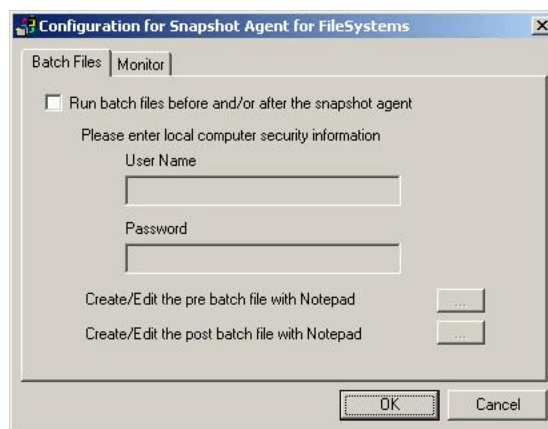 Configuration for Snapshot Agent for FileSystems
Batch Files
Monitor
Run batch files before and/or after the snapshot agent
Please enter local computer security information
User Name
Password
Create/Edit the pre batch file with Notepad
...
Create/Edit the post batch file with Notepad
...
OK
Cancel